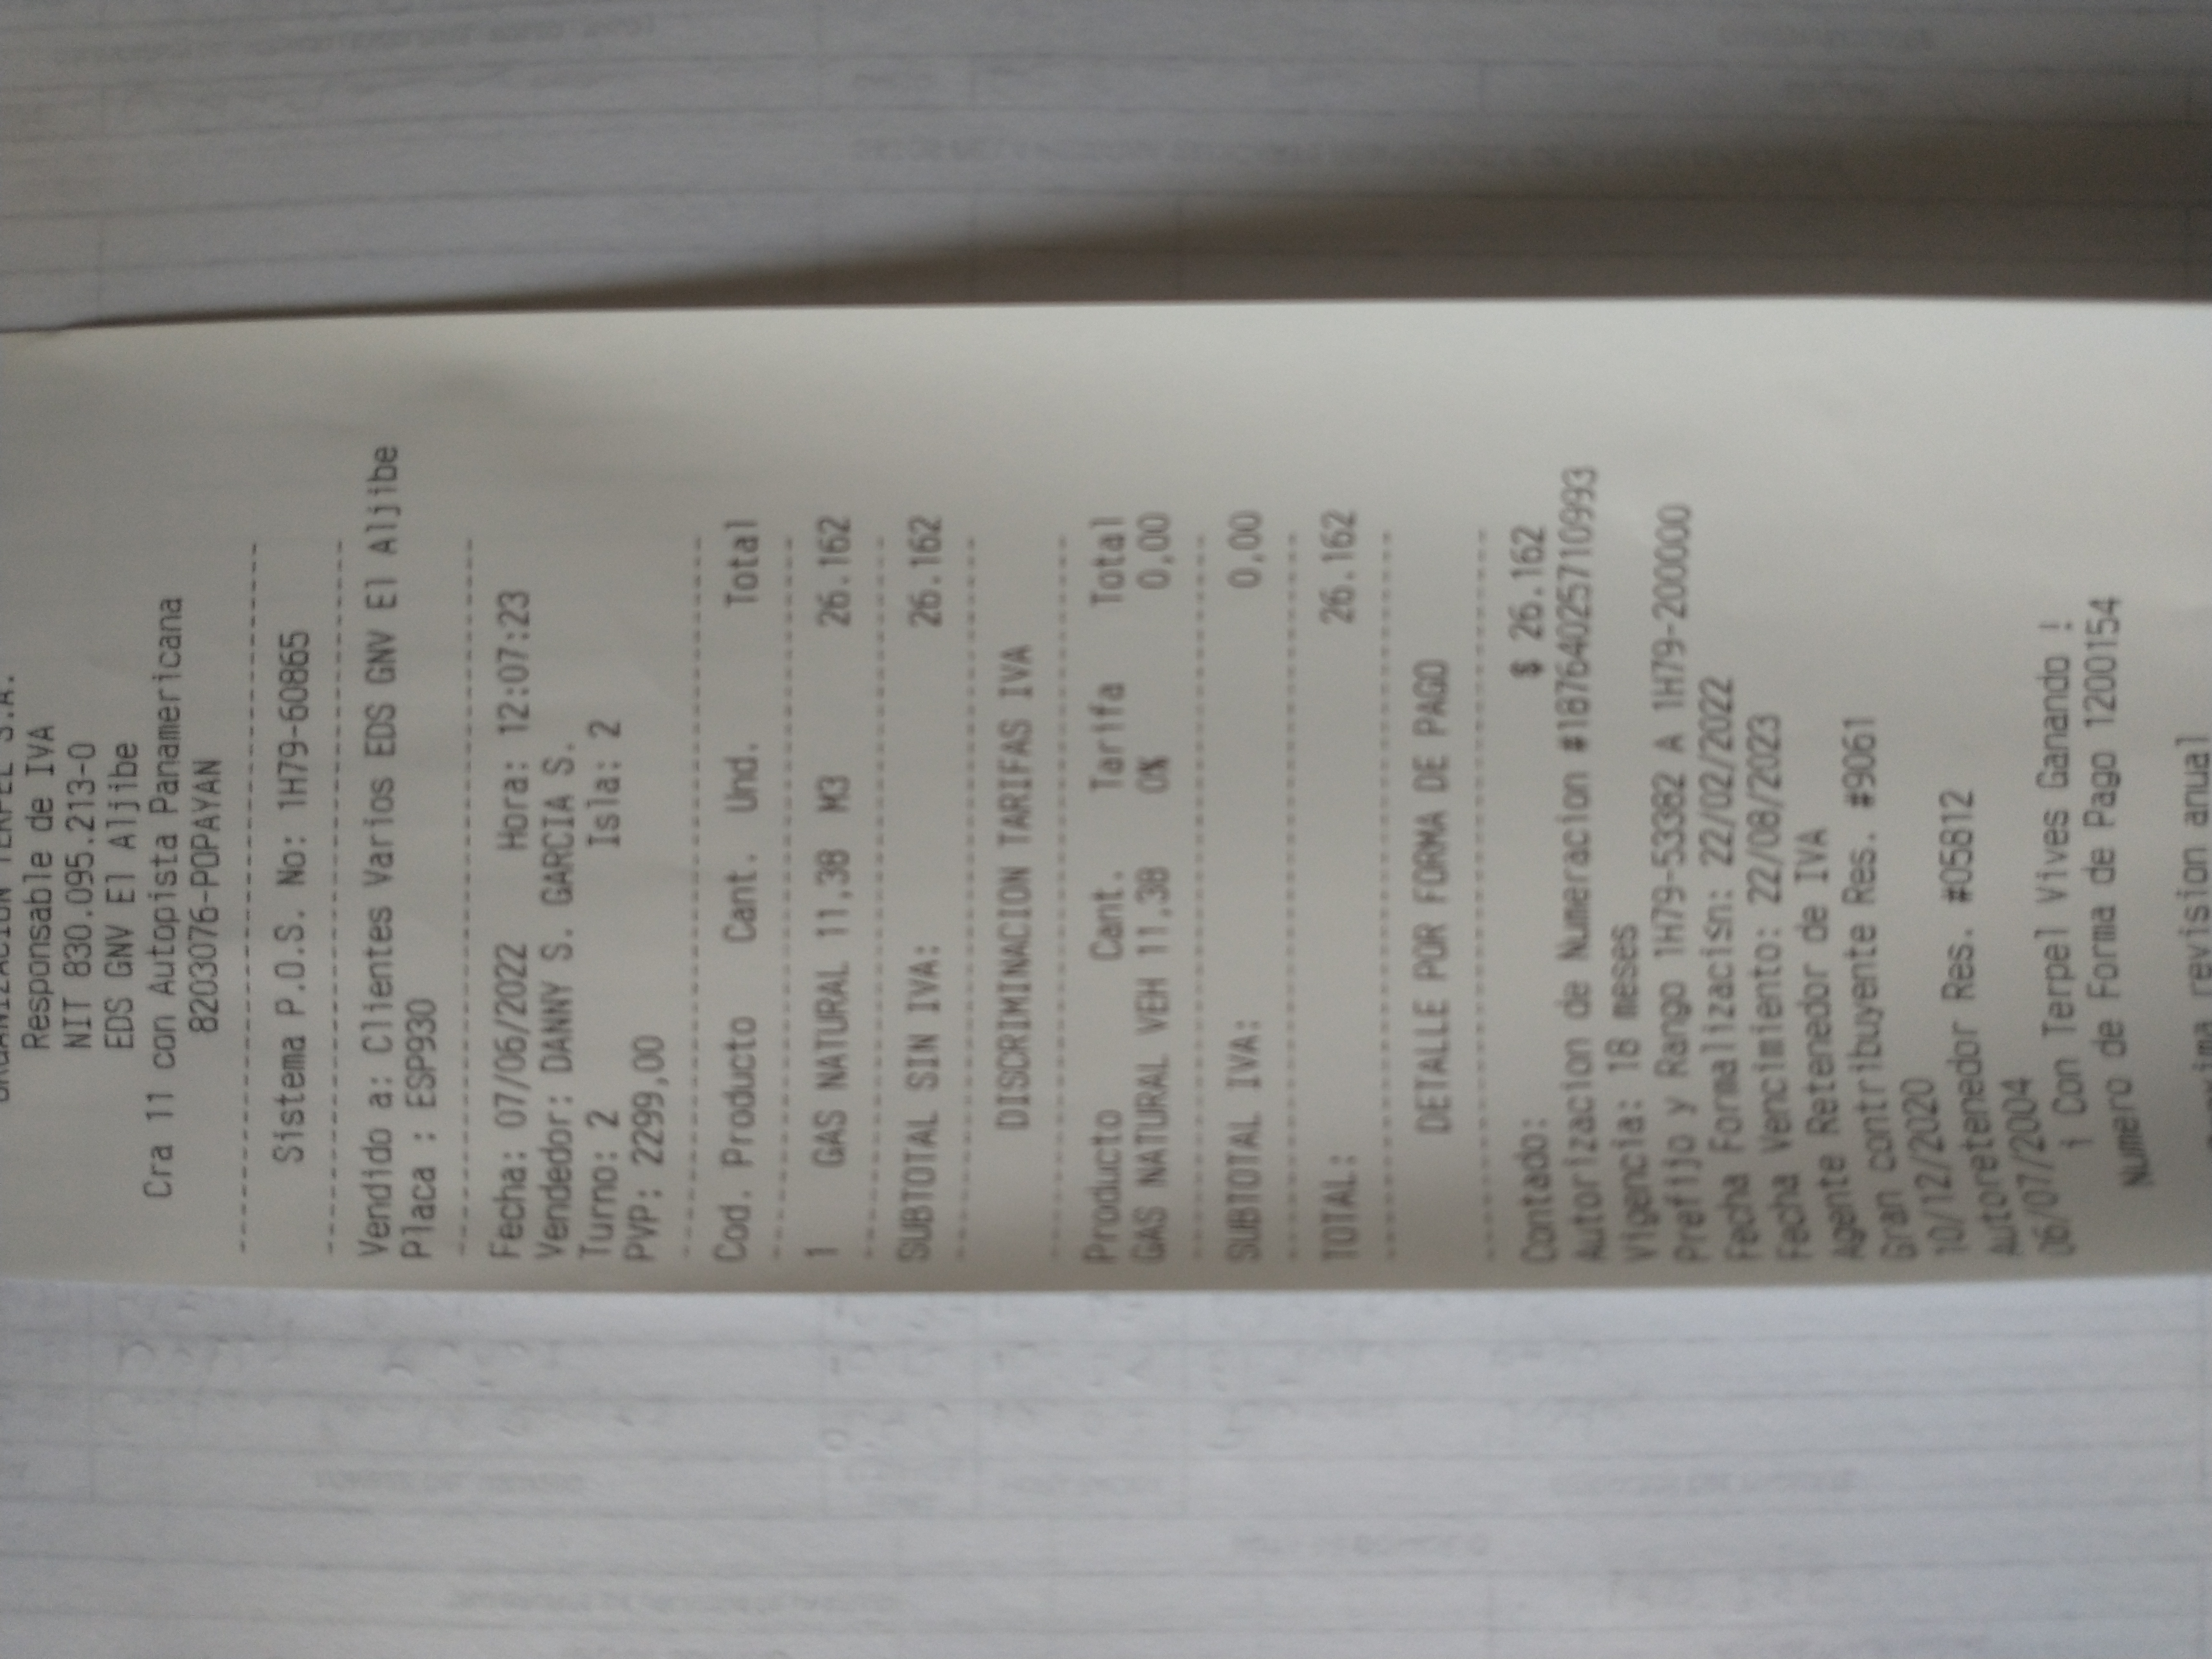 ORGANIZACION TERPEL S.A.
Responsable de IVA
NIT 830.095.213-0
EDS GNV El Aljibe
Cra 11 con Autopista Panamericana
8203076-POPAYAN
Sistema P.O.S. No: 1H79-60865
Vendido a: Clientes Varios EDS GNV El Aljibe
Placa : ESP930
Fecha: 07/06/2022 Hora: 12:07:23
Vendedor: DANNY S. GARCIA S.
Turno: 2 Isla: 2
PVP: 2299,00
Cod. Producto Cant. Und. Total
1 GAS NATURAL 11,38 M3 26.162
SUBTOTAL SIN IVA: 26.162
DISCRIMINACION TARIFAS IVA
Producto Cant. Tarifa Total
GAS NATURAL VEH 11,38 0% 0,00
SUBTOTAL IVA: 0,00
TOTAL: 26.162
DETALLE POR FORMA DE PAGO
Contado: $ 26.162
Autorizacion de Numeracion #18764025710993
Vigencia: 18 meses
Prefijo y Rango 1H79-53382 A 1H79-2000000
Fecha Formalizacisn: 22/02/2022
Fecha Vencimiento: 22/08/2023
Agente Retenedor de IVA
Gran contribuyente Res. #9061
10/12/2020
Autoretenedor Res. #05812
06/07/2004
¡ Con Terpel Vives Ganando !
Numero de Forma de Pago 1200154
revision anual